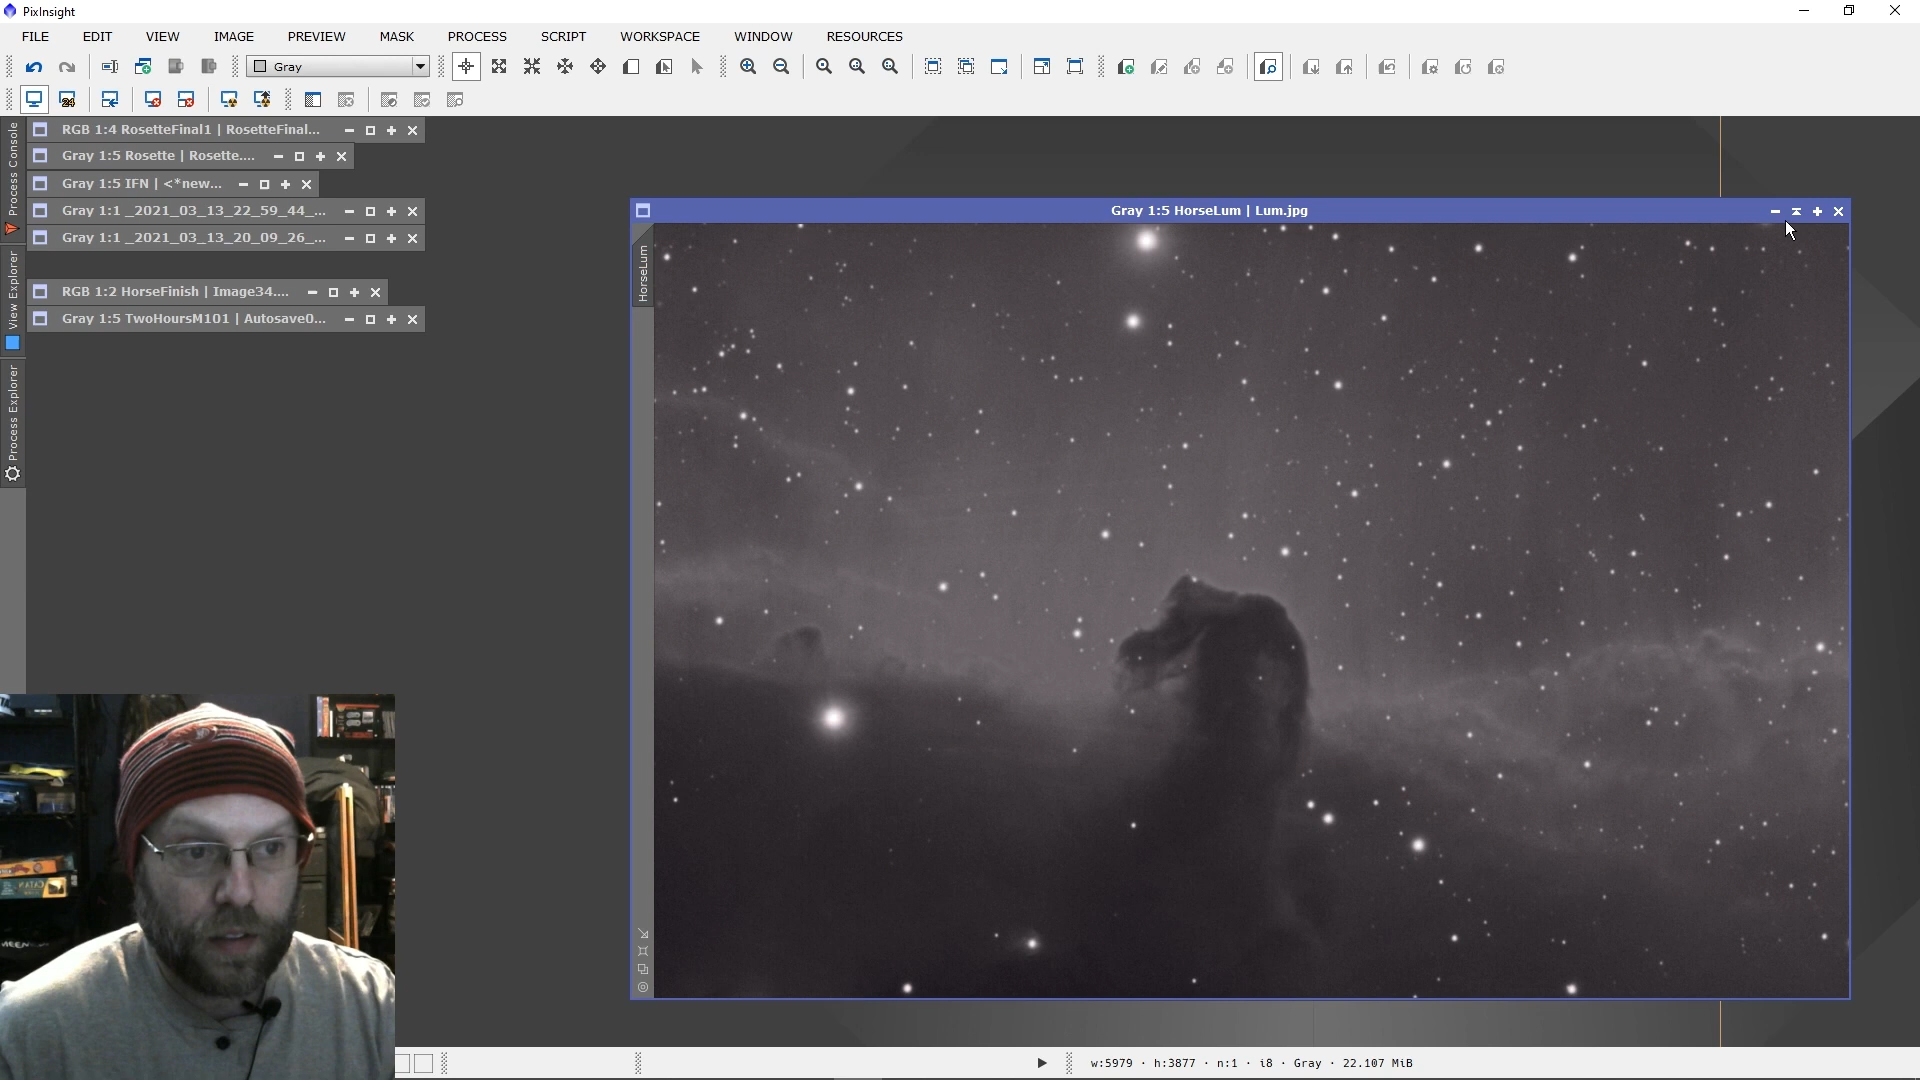 PixInsight
FILE EDIT VIEW IMAGE PREVIEW MASK PROCESS SCRIPT WORKSPACE WINDOW RESOURCES
Gray
24
RGB 1:4 RosetteFinal1 | RosetteFinal...
Gray 1:5 Rosette | Rosette....
Gray 1:5 IFN | <*new...
Gray 1:1 _2021_03_13_22_59_44_...
Gray 1:1 _2021_03_13_20_09_26_...
RGB 1:2 HorseFinish | Image34....
Gray 1:5 TwoHoursM101 | Autosave0...
Process Console
View Explorer
Process Explorer
Gray 1:5 HorseLum | Lum.jpg
HorseLum
CATAN
w:5979 · h:3877 · n:1 · i8 · Gray · 22.107 MiB